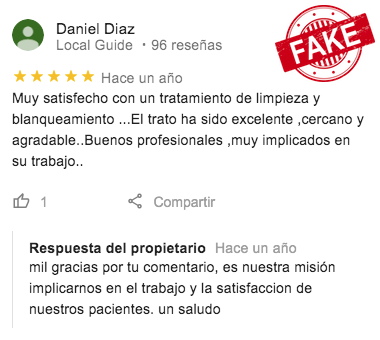 Daniel Diaz
Local Guide · 96 reseñas
FAKE
Hace un año
Muy satisfecho con un tratamiento de limpieza y
blanqueamiento ...El trato ha sido excelente ,cercano y
agradable..Buenos profesionales ,muy implicados en
su trabajo..
1 Compartir
Respuesta del propietario Hace un año
mil gracias por tu comentario, es nuestra misión
implicarnos en el trabajo y la satisfaccion de
nuestros pacientes. un saludo